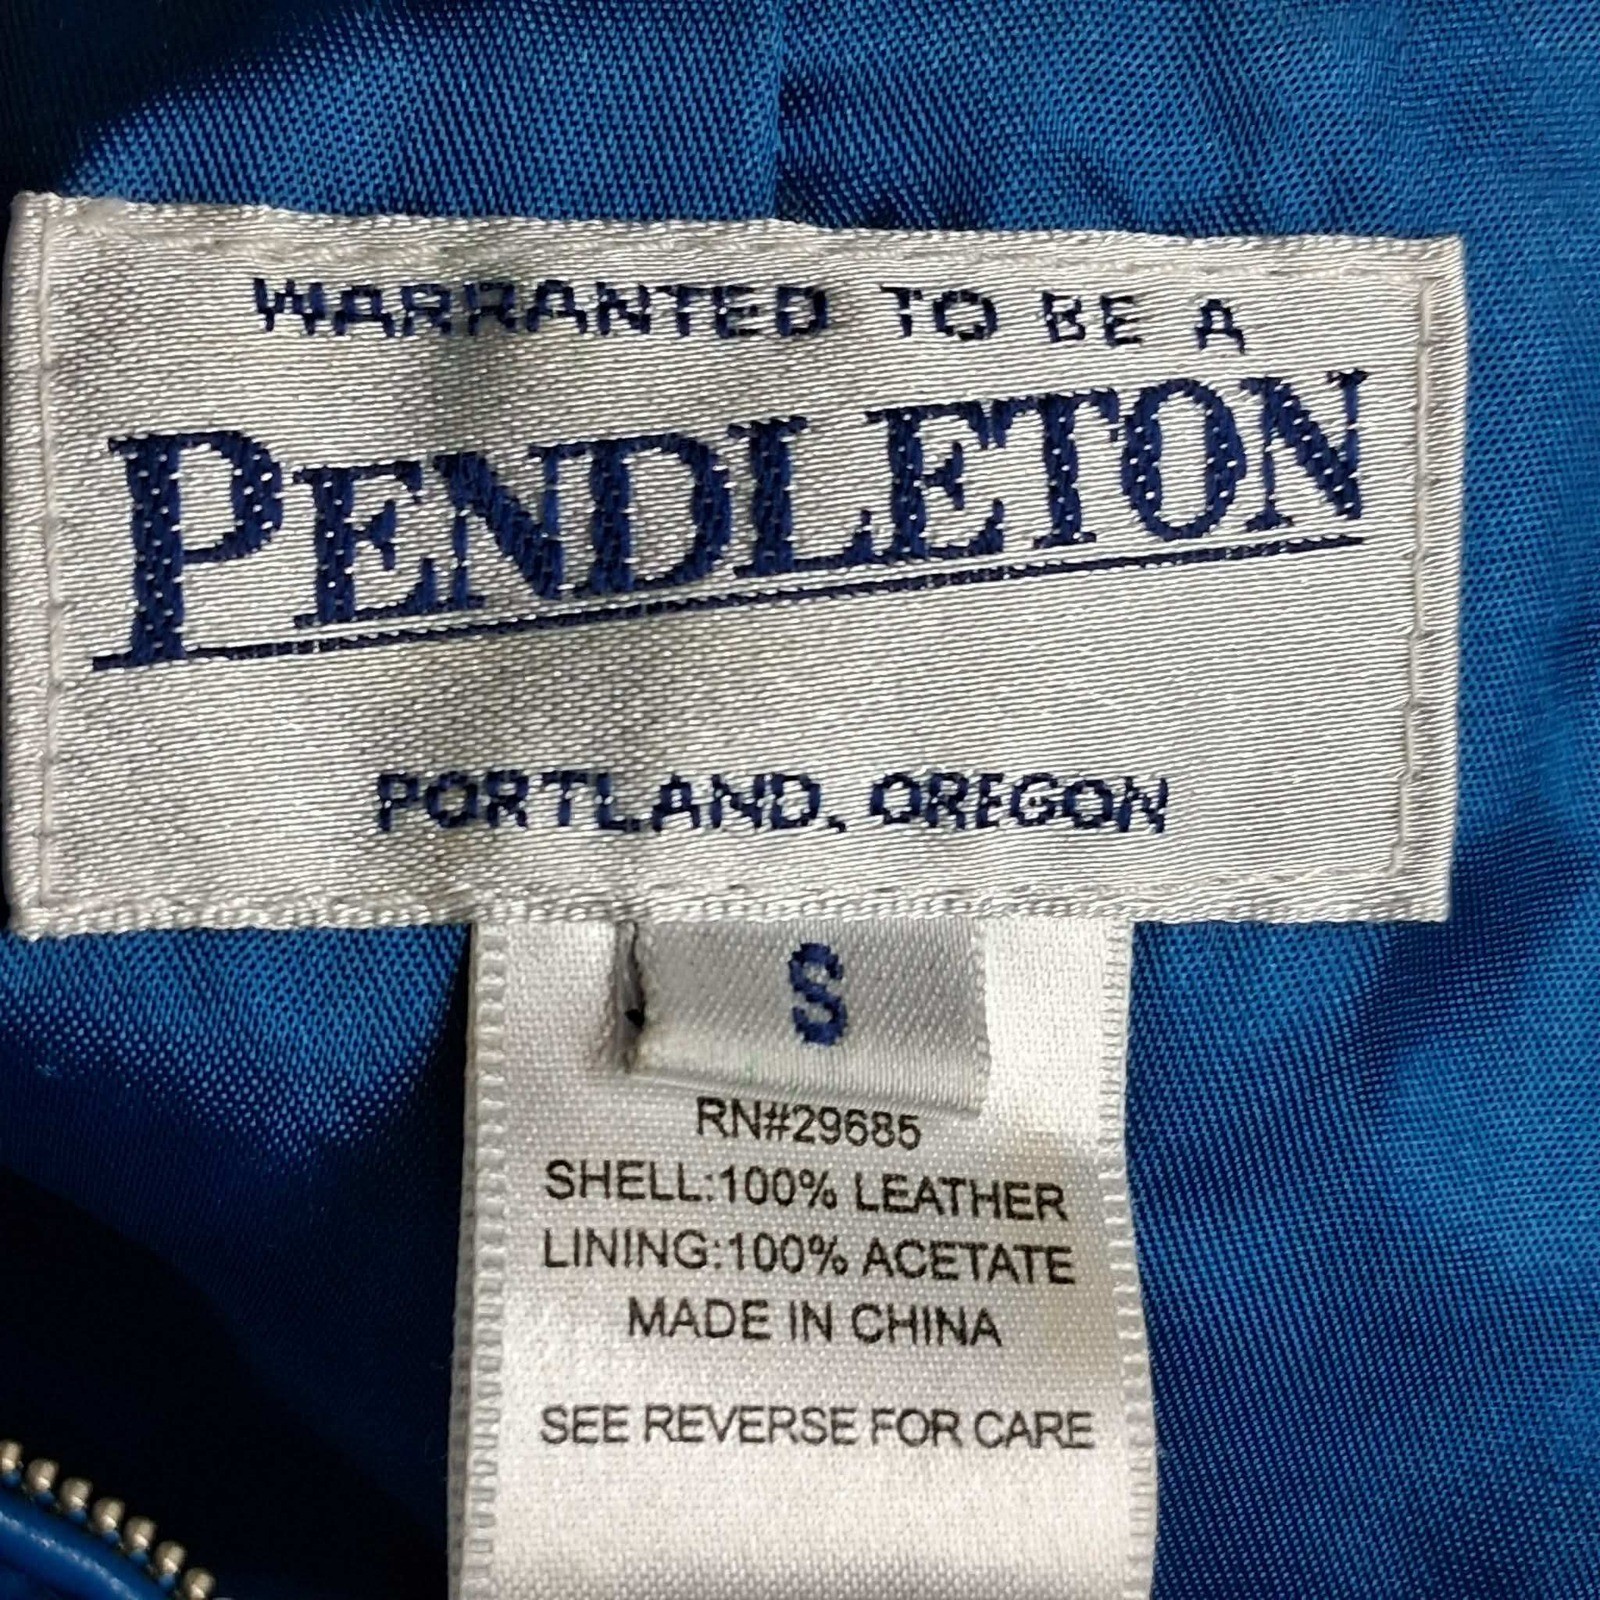 WARRANTED TO BE A
PENDLETON
PORTLAND, OREGON
S
RN#29685
SHELL:100% LEATHER
LINING:100% ACETATE
MADE IN CHINA
SEE REVERSE FOR CARE